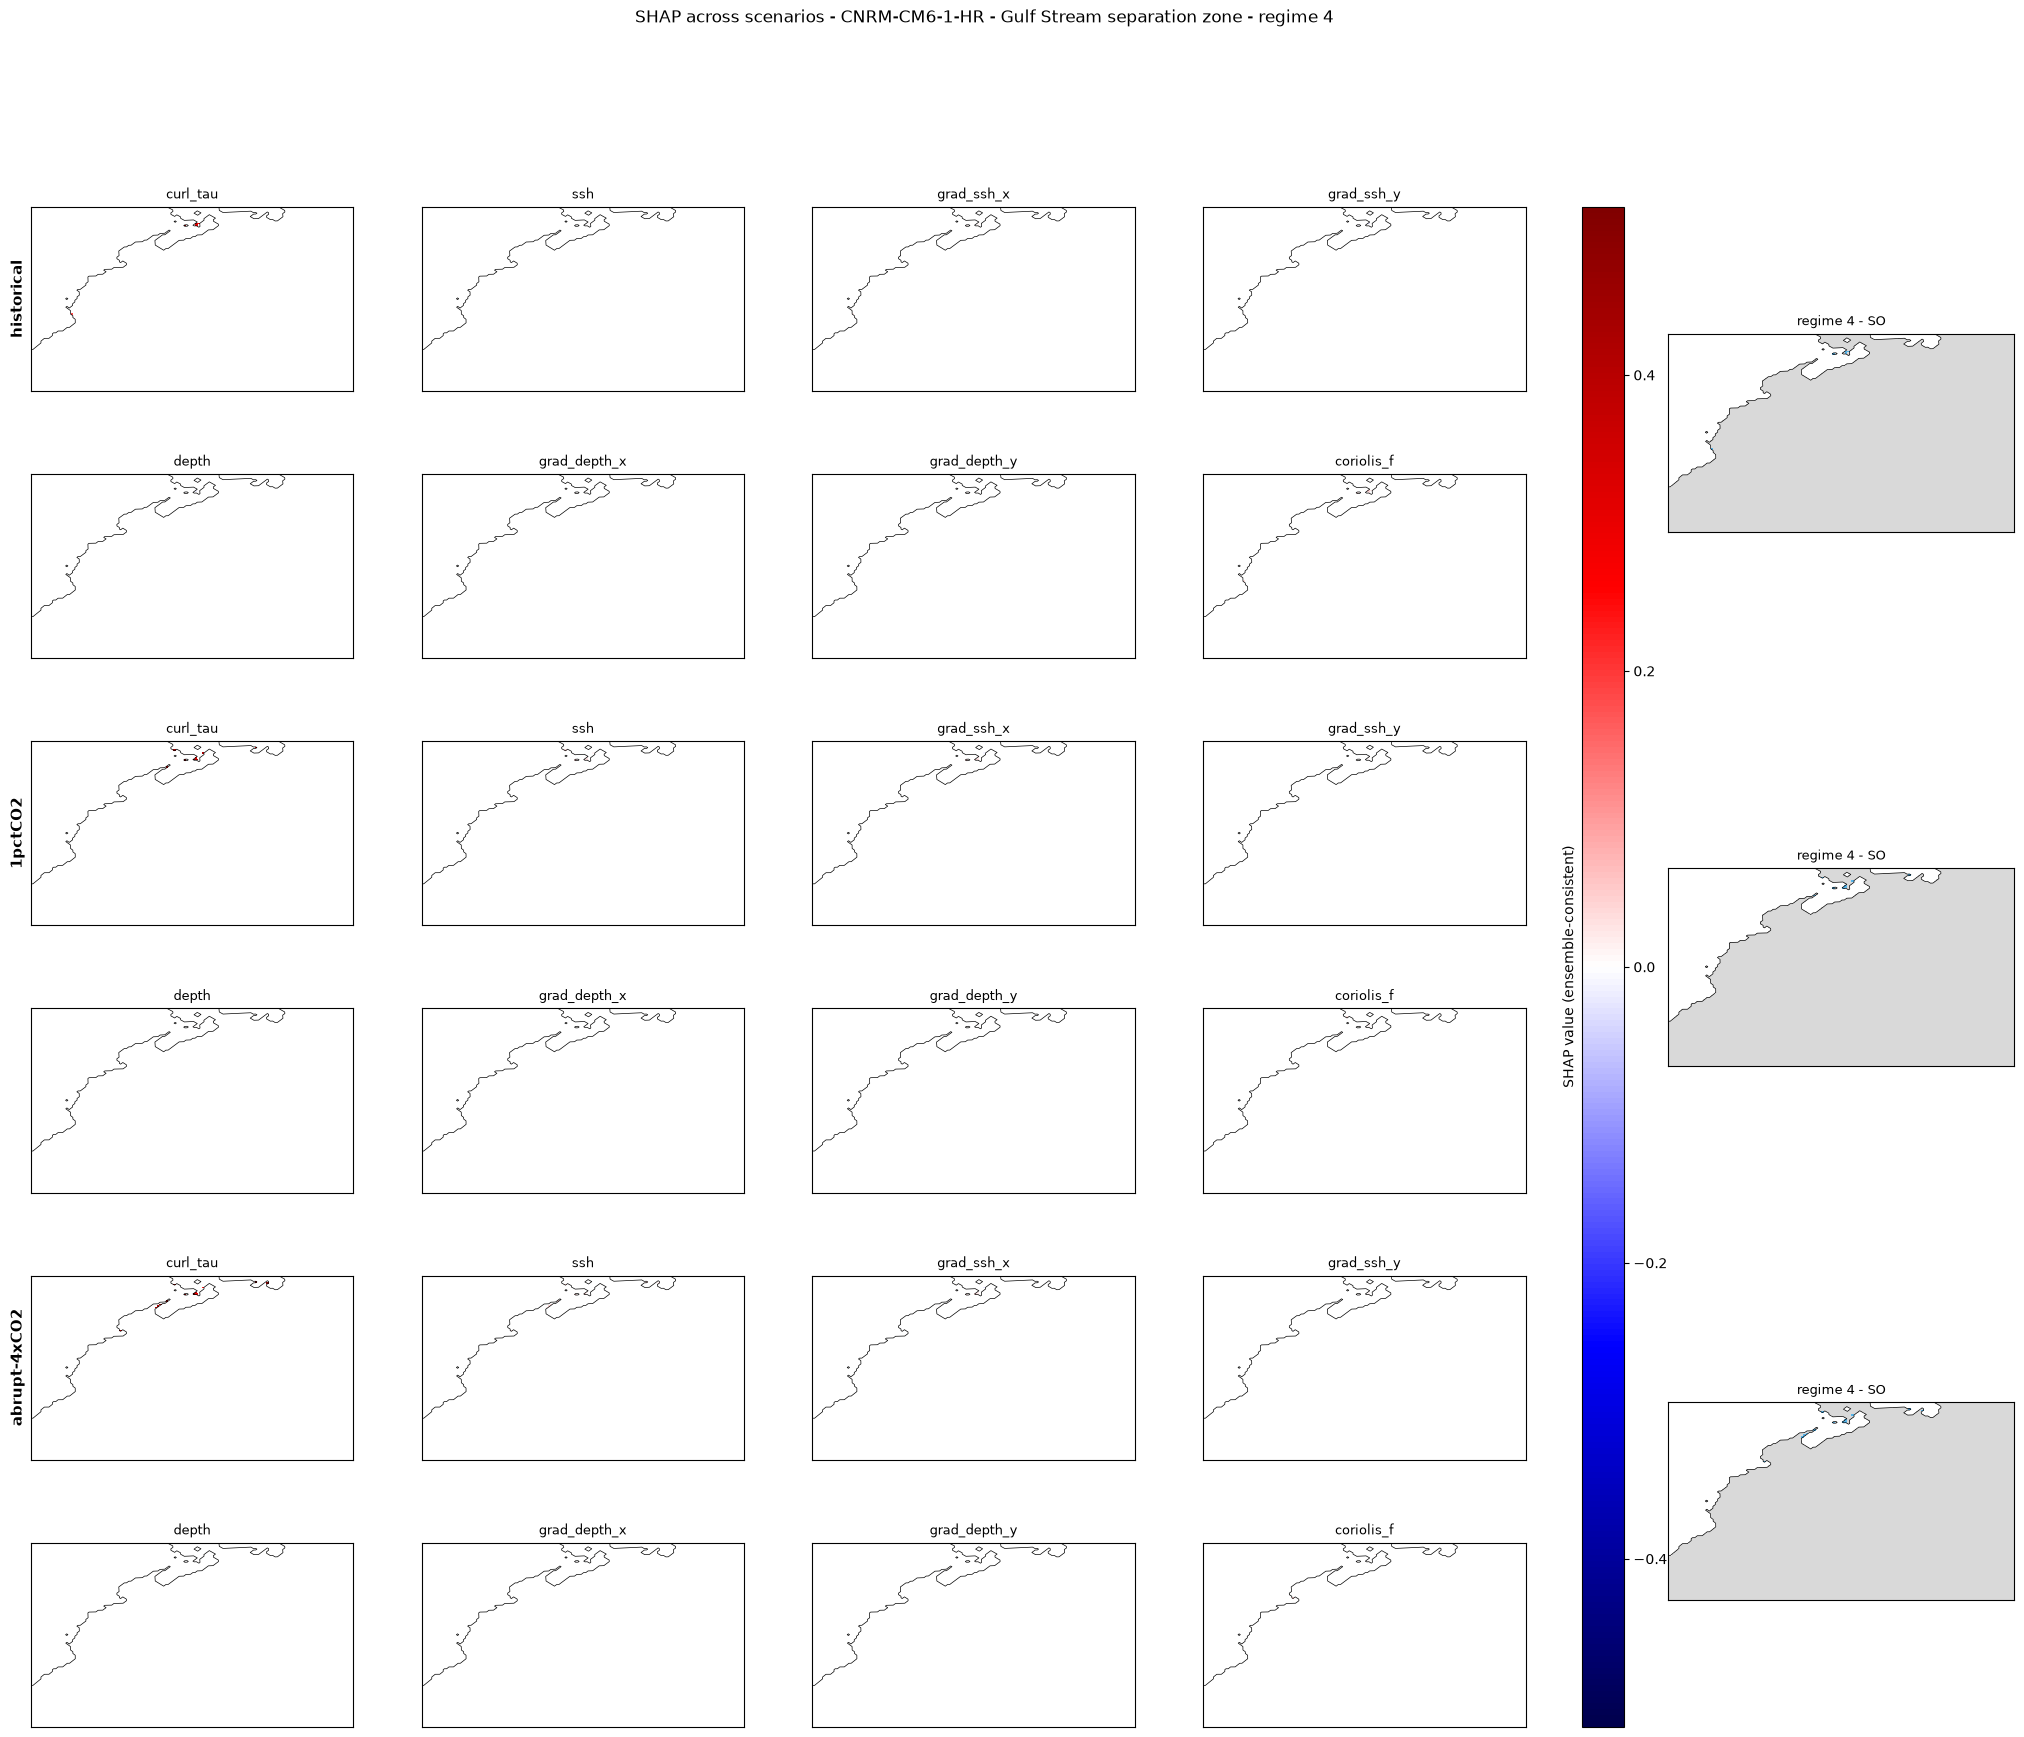 SHAP across scenarios - CNRM-CM6-1-HR - Gulf Stream separation zone - regime 4
historical
curl_tau
ssh
grad_ssh_x
grad_ssh_y
depth
grad_depth_x
grad_depth_y
coriolis_f
1pctCO2
curl_tau
ssh
grad_ssh_x
grad_ssh_y
depth
grad_depth_x
grad_depth_y
coriolis_f
abrupt-4xCO2
curl_tau
ssh
grad_ssh_x
grad_ssh_y
depth
grad_depth_x
grad_depth_y
coriolis_f
SHAP value (ensemble-consistent)
0.4
0.2
0.0
−0.2
−0.4
regime 4 - SO
regime 4 - SO
regime 4 - SO